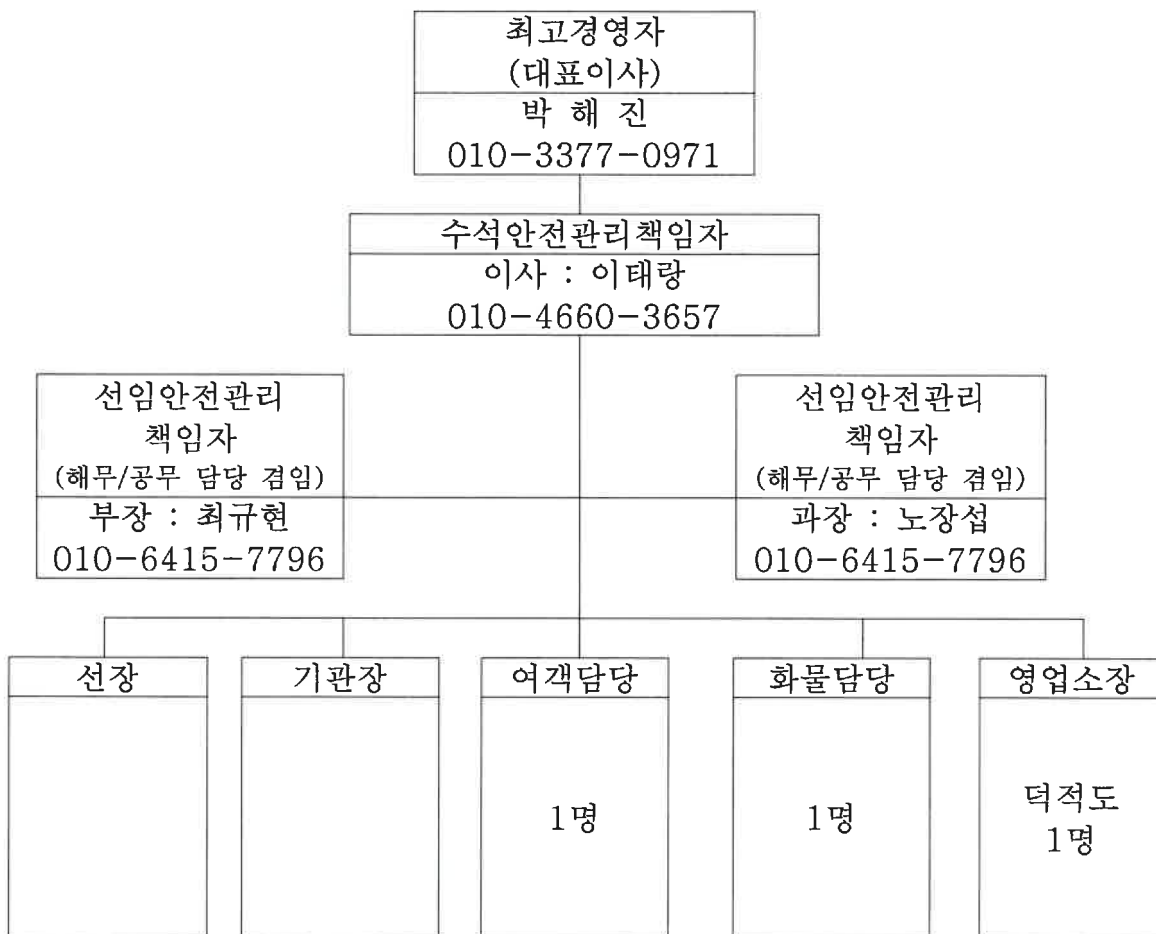 최고경영자
(대표이사)
박 해 진
010-3377-0971
수석안전관리책임자
이사 : 이태랑
010-4660-3657
선임안전관리
책임자
(해무/공무 담당 겸임)
부장 : 최규현
010-6415-7796
선임안전관리
책임자
(해무/공무 담당 겸임)
과장 : 노장섭
010-6415-7796
선장
기관장
여객담당
1명
화물담당
1명
영업소장
덕적도
1명